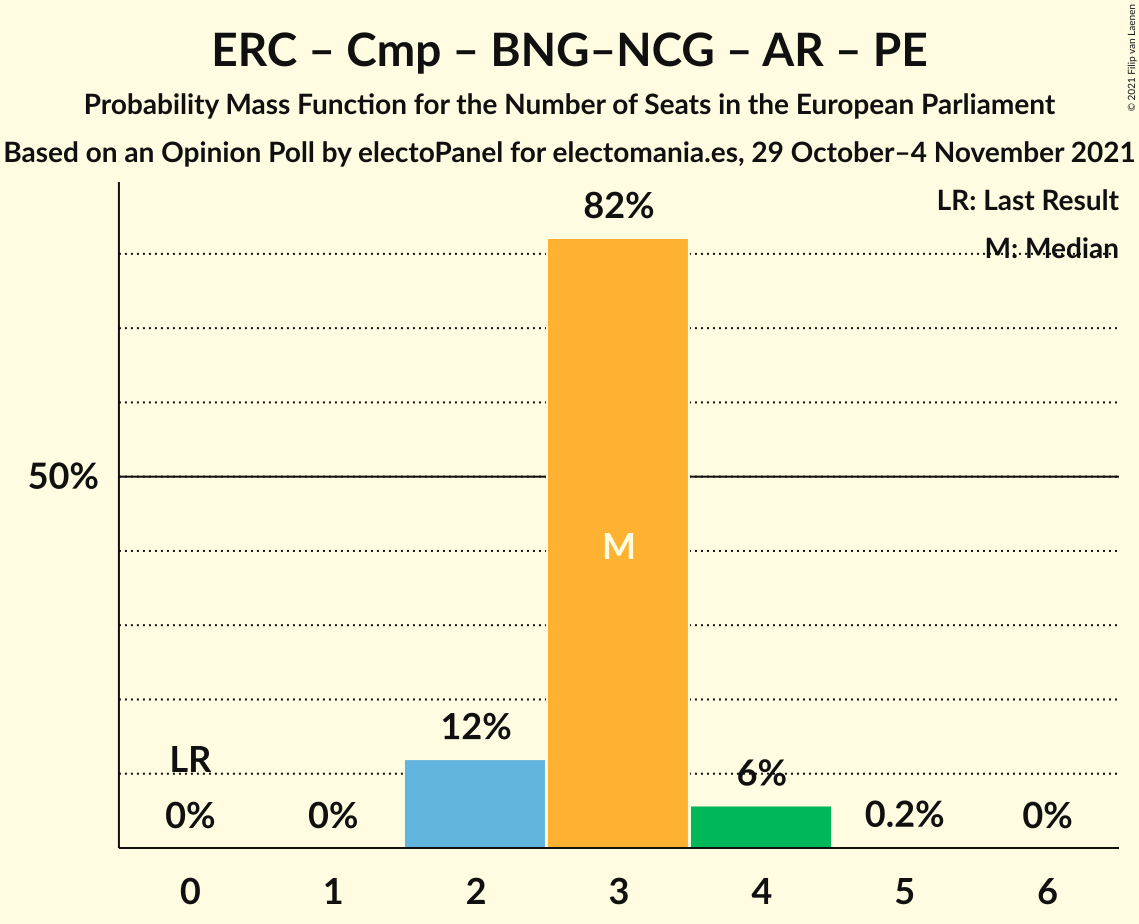 ERC – Cmp – BNG–NCG – AR – PE
Probability Mass Function for the Number of Seats in the European Parliament
Based on an Opinion Poll by electoPanel for electomania.es, 29 October–4 November 2021
© 2021 Filip van Laenen
LR: Last Result
M: Median
82%
50%
M
12%
LR
6%
0%
0%
0.2%
0%
0 1 2 3 4 5 6